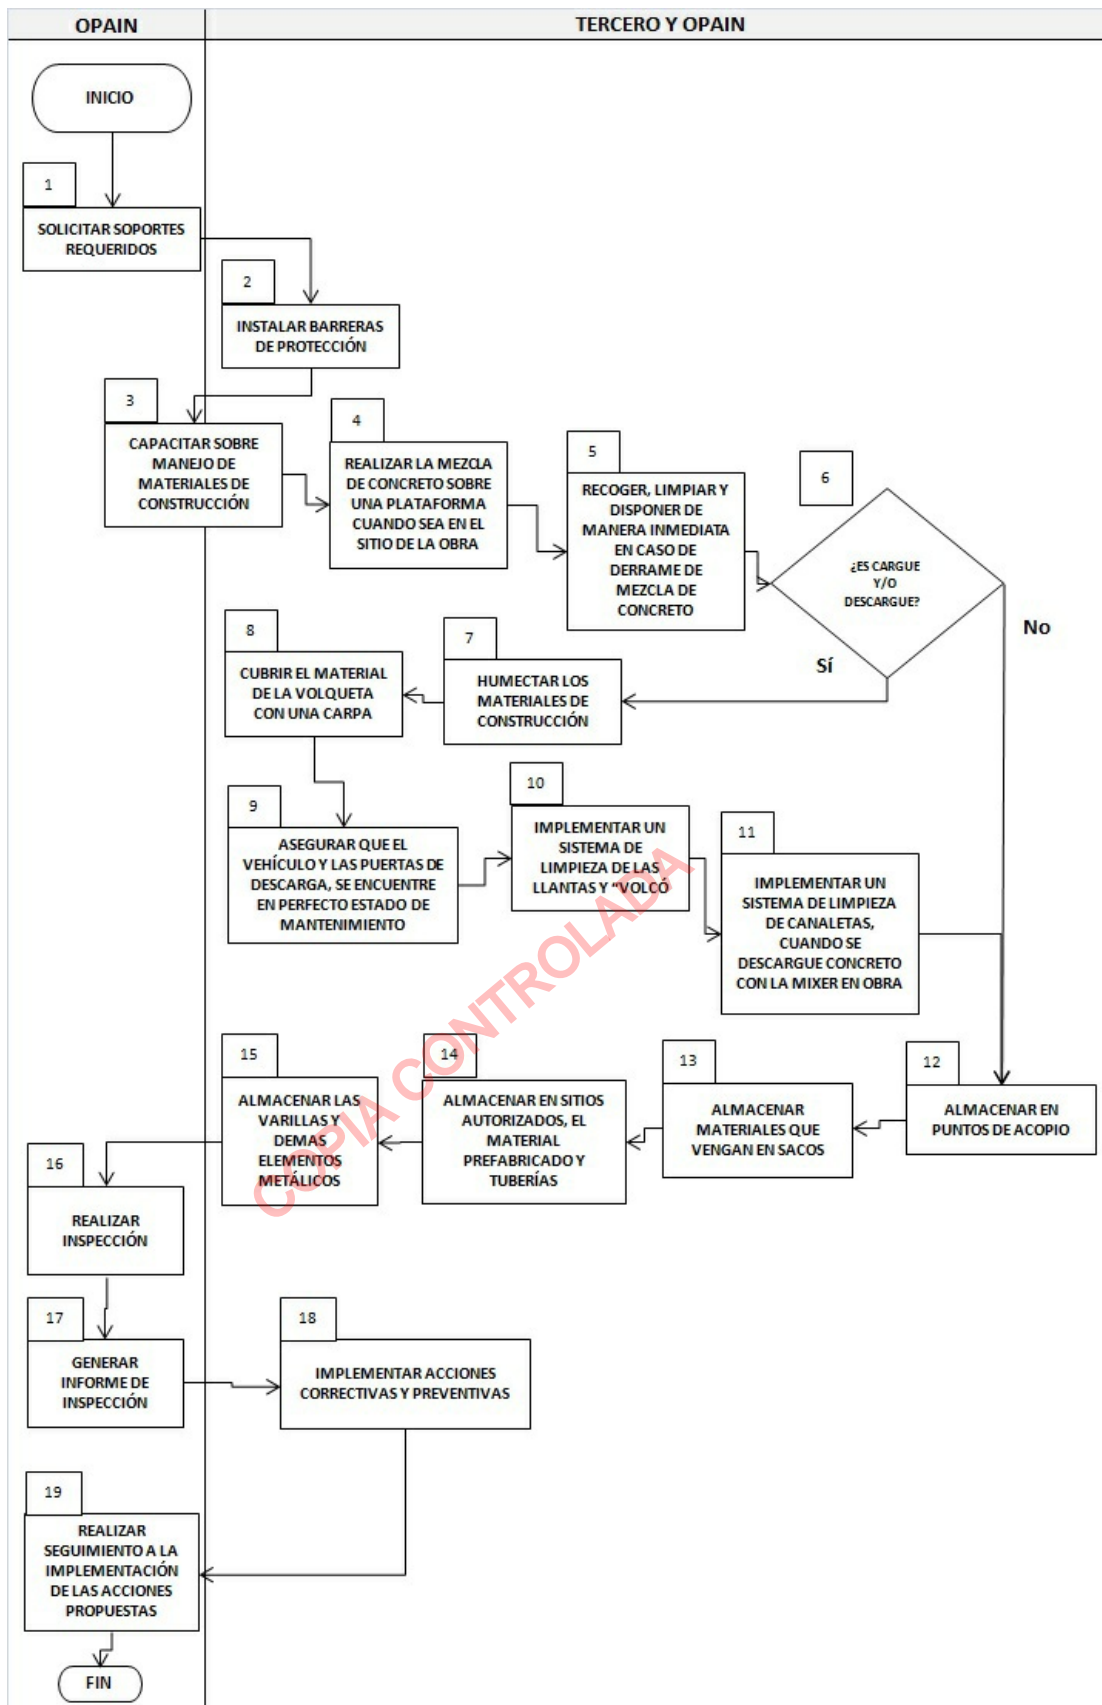 OPAIN
TERCERO Y OPAIN
INICIO
1
SOLICITAR SOPORTES
REQUERIDOS
2
INSTALAR BARRERAS
DE PROTECCIÓN
3
CAPACITAR SOBRE
MANEJO DE
MATERIALES DE
CONSTRUCCIÓN
4
REALIZAR LA MEZCLA
DE CONCRETO SOBRE
UNA PLATAFORMA
CUANDO SEA EN EL
SITIO DE LA OBRA
5
RECOGER, LIMPIAR Y
DISPONER DE
MANERA INMEDIATA
EN CASO DE
DERRAME DE
MEZCLA DE
CONCRETO
6
¿ES CARGUE
Y/O
DESCARGUE?
No
Sí
7
HUMECTAR LOS
MATERIALES DE
CONSTRUCCIÓN
8
CUBRIR EL MATERIAL
DE LA VOLQUETA
CON UNA CARPA
9
ASEGURAR QUE EL
VEHÍCULO Y LAS PUERTAS DE
DESCARGA, SE ENCUENTRE
EN PERFECTO ESTADO DE
MANTENIMIENTO
10
IMPLEMENTAR UN
SISTEMA DE
LIMPIEZA DE LAS
LLANTAS Y “VOLCÓ
11
IMPLEMENTAR UN
SISTEMA DE LIMPIEZA
DE CANALETAS,
CUANDO SE
DESCARGUE CONCRETO
CON LA MIXER EN OBRA
12
ALMACENAR EN
PUNTOS DE ACOPIO
13
ALMACENAR
MATERIALES QUE
VENGAN EN SACOS
14
ALMACENAR EN SITIOS
AUTORIZADOS, EL
MATERIAL
PREFABRICADO Y
TUBERÍAS
15
ALMACENAR LAS
VARILLAS Y
DEMAS
ELEMENTOS
METÁLICOS
COPIA CONTROLADA
16
REALIZAR
INSPECCIÓN
17
GENERAR
INFORME DE
INSPECCIÓN
18
IMPLEMENTAR ACCIONES
CORRECTIVAS Y PREVENTIVAS
19
REALIZAR
SEGUIMIENTO A LA
IMPLEMENTACIÓN
DE LAS ACCIONES
PROPUESTAS
FIN